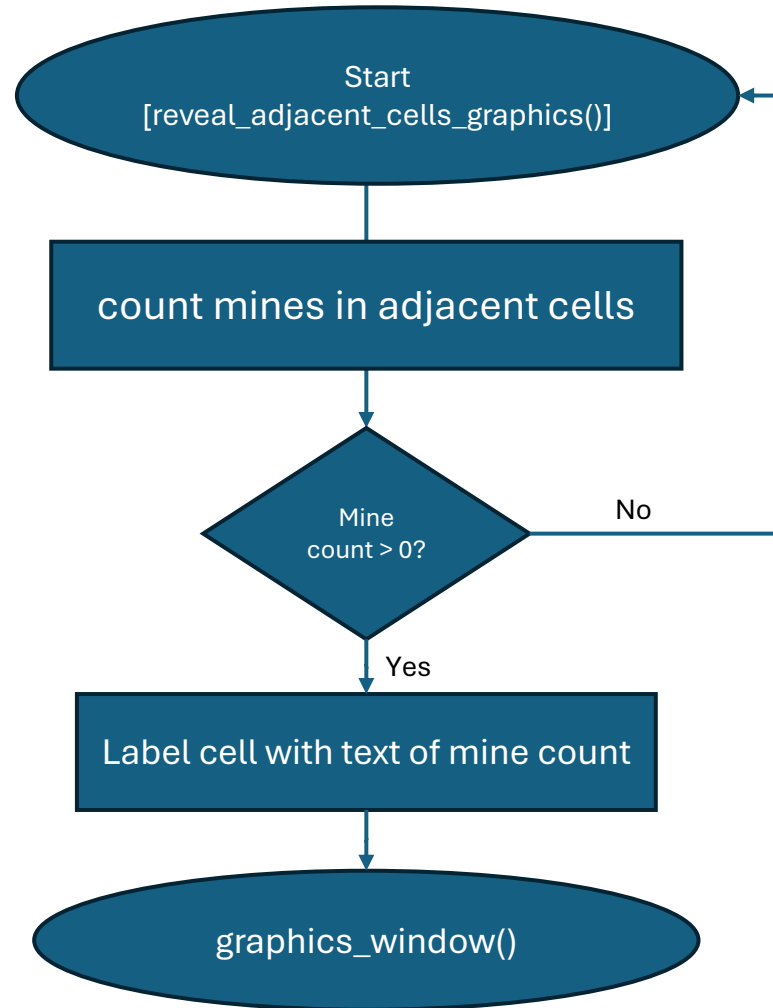 Start
[reveal_adjacent_cells_graphics()]
count mines in adjacent cells
Mine
count > 0?
No
Yes
Label cell with text of mine count
graphics_window()